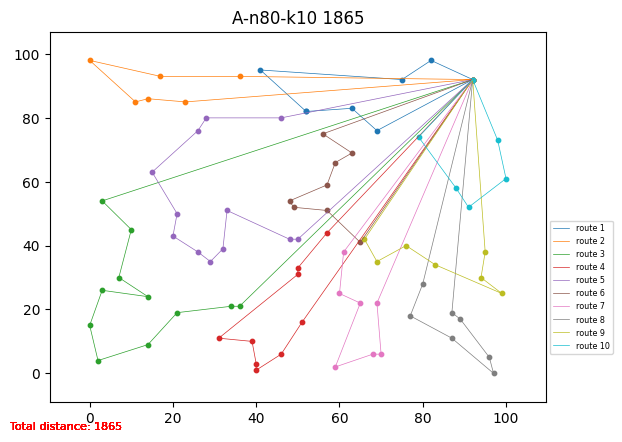 A-n80-k10 1865
100
80
60
40
20
0
0 20 40 60 80 100
route 1
route 2
route 3
route 4
route 5
route 6
route 7
route 8
route 9
route 10
Total distance: 1865